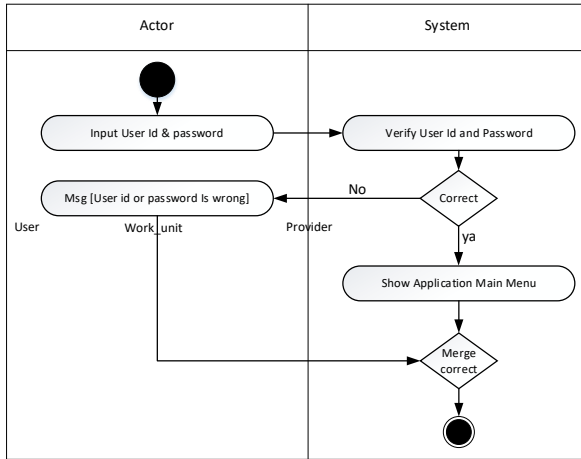 Actor
System
Input User Id & password
Verify User Id and Password
Msg [User id or password Is wrong]
No
Correct
User
Work_unit
Provider
ya
Show Application Main Menu
Merge
correct